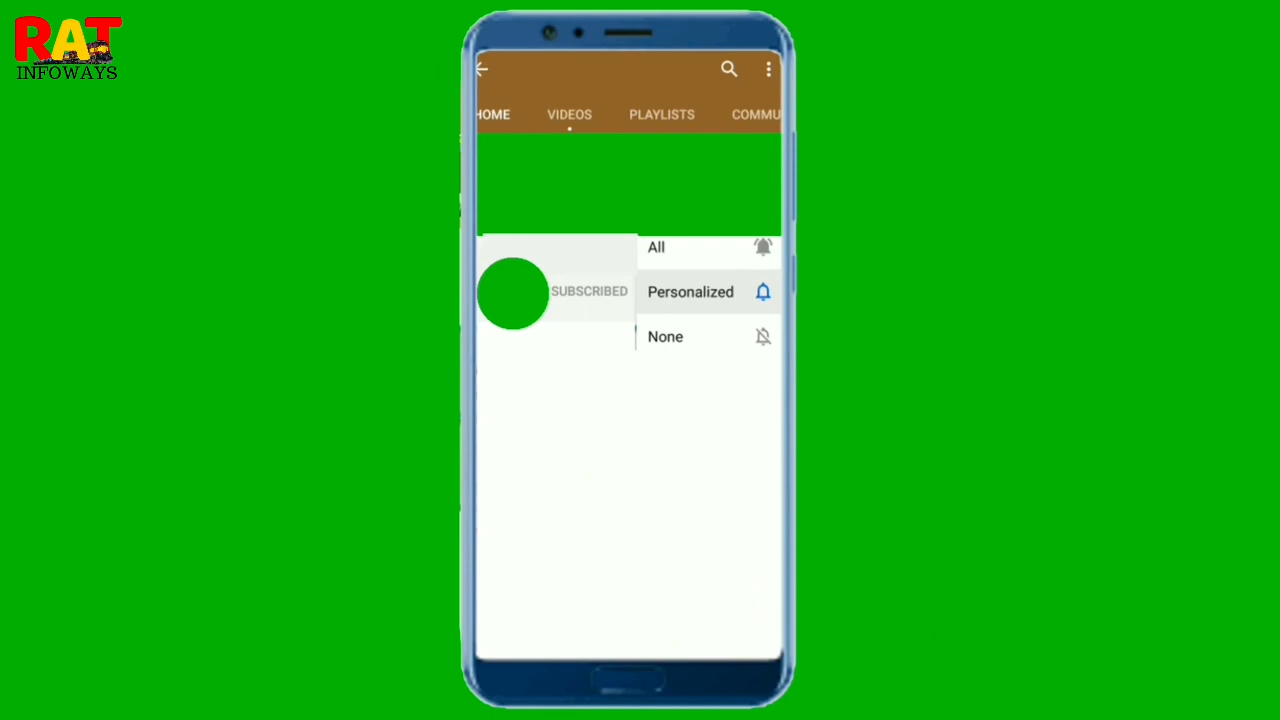 RAT
INFOWAYS
HOME VIDEOS PLAYLISTS COMMU
All
SUBSCRIBED Personalized
None